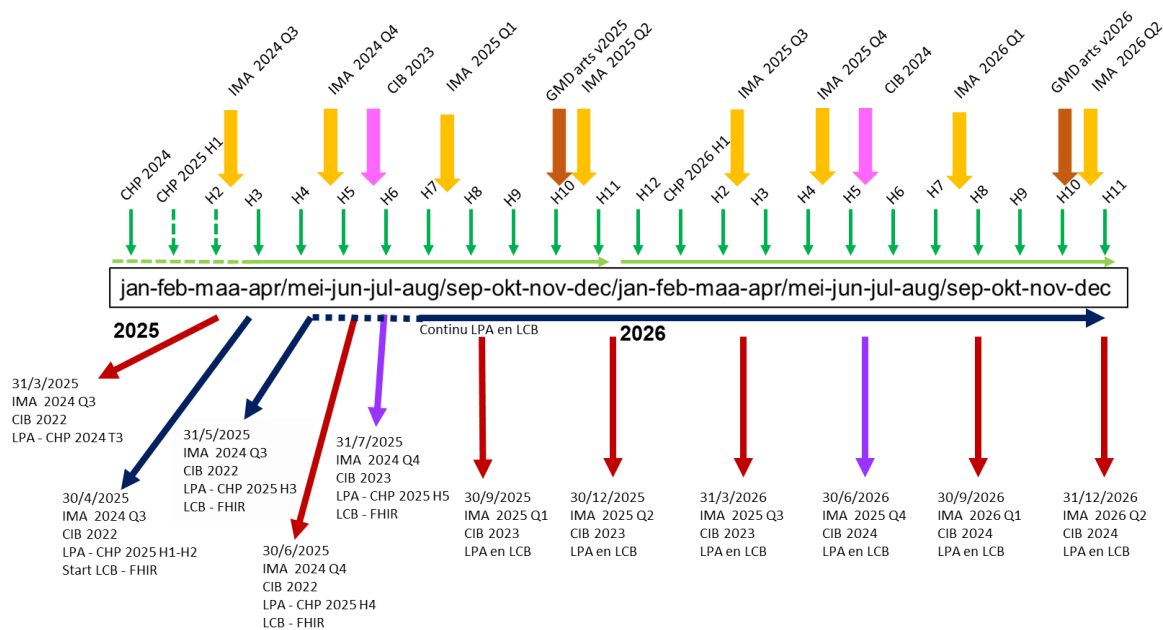 IMA 2024 Q3
IMA 2024 Q4
CIB 2023
IMA 2025 Q1
GMD arts v2025
IMA 2025 Q2
IMA 2025 Q3
IMA 2025 Q4
CIB 2024
IMA 2026 Q1
GMD arts v2026
IMA 2026 Q2
CHP 2024
CHP 2025 H1
H2
H3
H4
H5
H6
H7
H8
H9
H10
H11
H12
CHP 2026 H1
H2
H3
H4
H5
H6
H7
H8
H9
H10
H11
jan-feb-maa-apr/mei-jun-jul-aug/sep-okt-nov-dec/jan-feb-maa-apr/mei-jun-jul-aug/sep-okt-nov-dec
2025
Continu LPA en LCB
2026
31/3/2025
IMA 2024 Q3
CIB 2022
LPA - CHP 2024 T3
30/4/2025
IMA 2024 Q3
CIB 2022
LPA - CHP 2025 H1-H2
Start LCB - FHIR
31/5/2025
IMA 2024 Q3
CIB 2022
LPA - CHP 2025 H3
LCB - FHIR
30/6/2025
IMA 2024 Q4
CIB 2022
LPA - CHP 2025 H4
LCB - FHIR
31/7/2025
IMA 2024 Q4
CIB 2023
LPA - CHP 2025 H5
LCB - FHIR
30/9/2025
IMA 2025 Q1
CIB 2023
LPA en LCB
30/12/2025
IMA 2025 Q2
CIB 2023
LPA en LCB
31/3/2026
IMA 2025 Q3
CIB 2023
LPA en LCB
30/6/2026
IMA 2025 Q4
CIB 2024
LPA en LCB
30/9/2026
IMA 2026 Q1
CIB 2024
LPA en LCB
31/12/2026
IMA 2026 Q2
CIB 2024
LPA en LCB